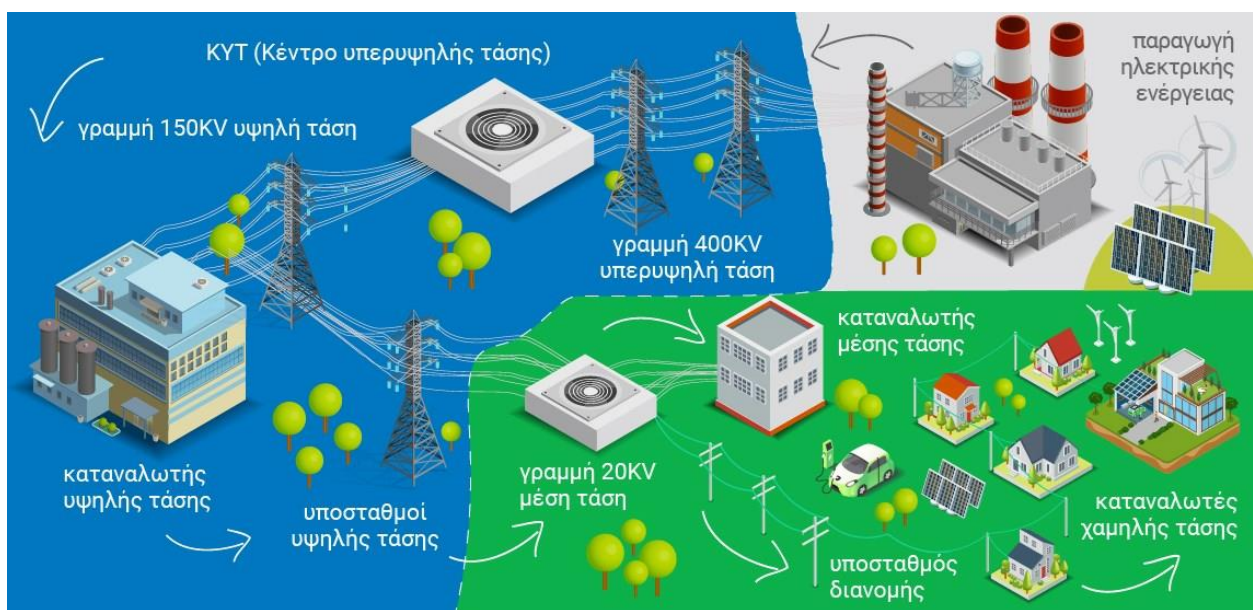 ΚΥΤ (Κέντρο υπερυψηλής τάσης)
παραγωγή
ηλεκτρικής
ενέργειας
γραμμή 150KV υψηλή τάση
γραμμή 400KV
υπερυψηλή τάση
καταναλωτής
μέσης τάσης
καταναλωτής
υψηλής τάσης
υποσταθμοί
υψηλής τάσης
γραμμή 20KV
μέση τάση
υποσταθμός
διανομής
καταναλωτές
χαμηλής τάσης